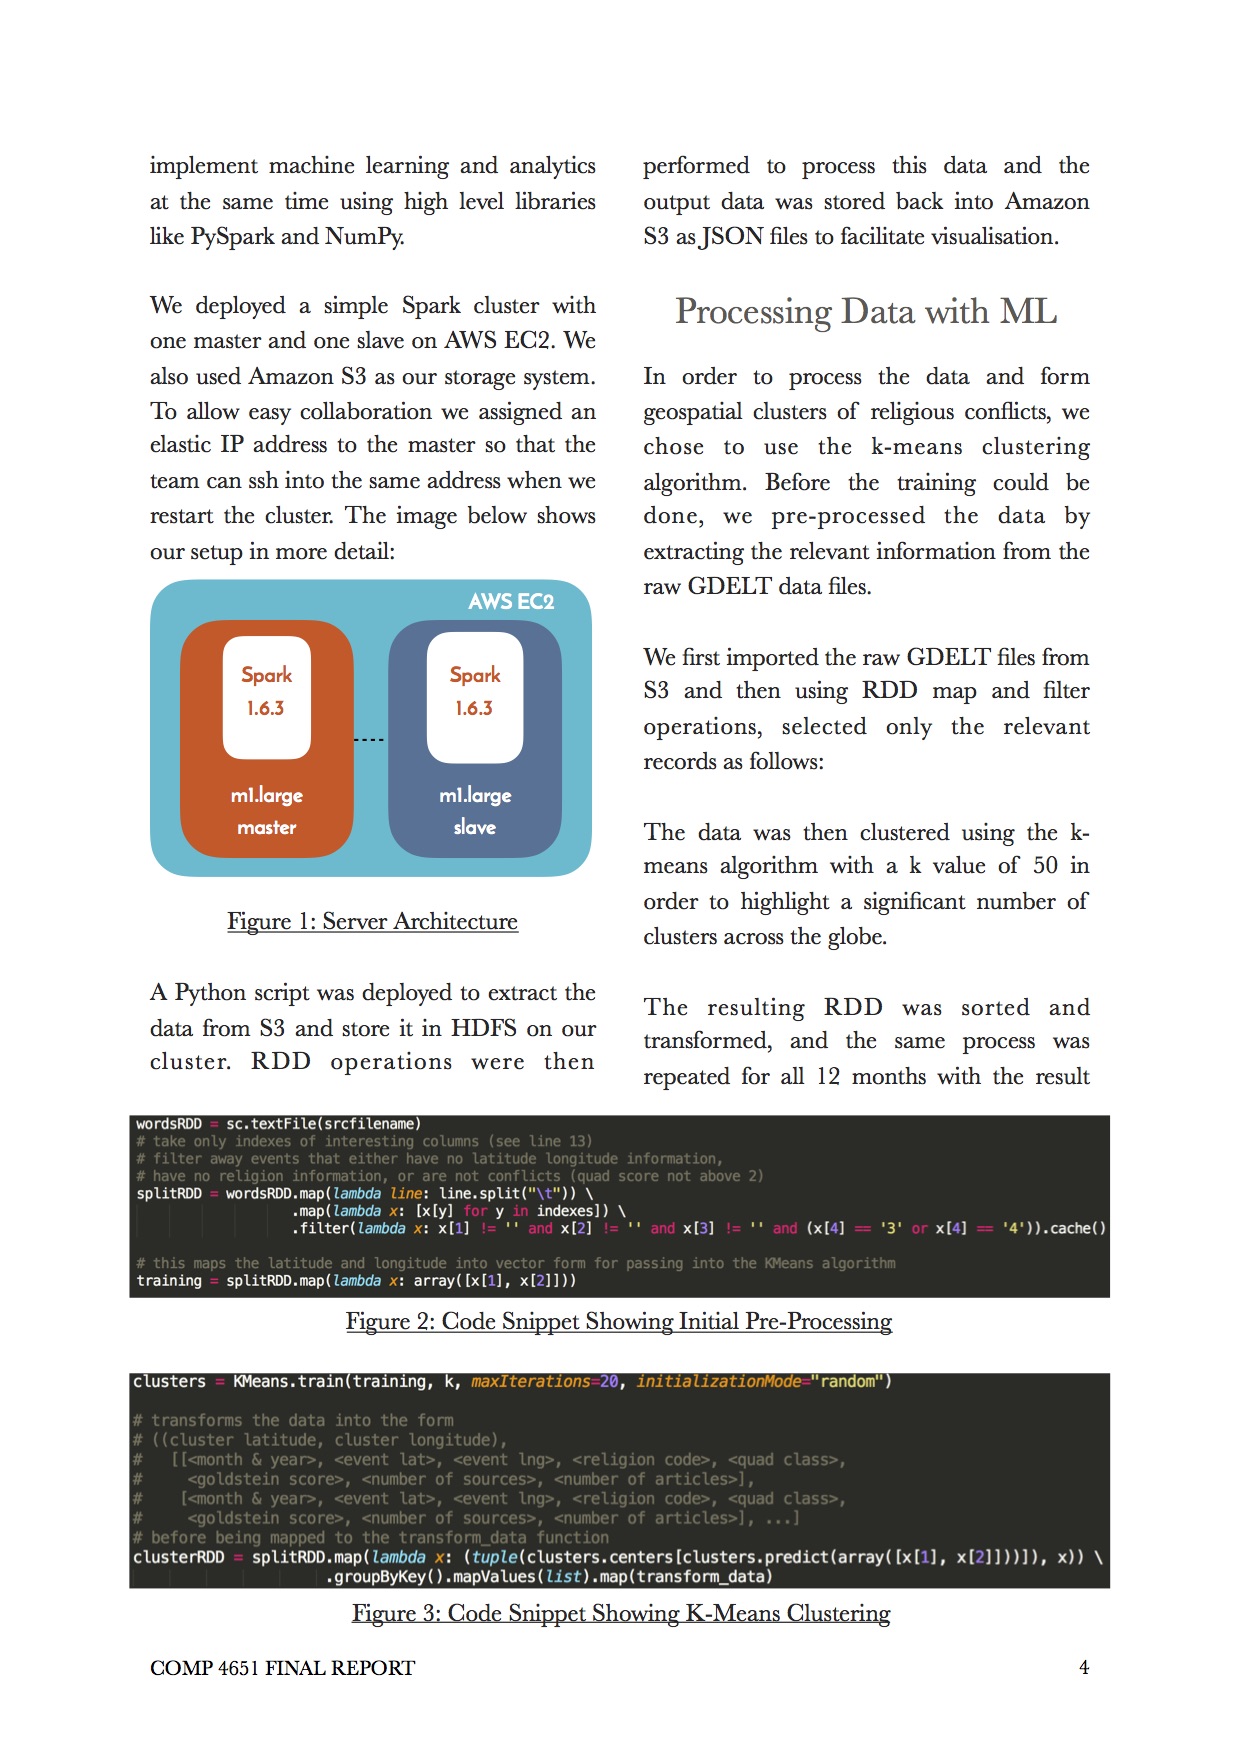 implement machine learning and analytics
at the same time using high level libraries
like PySpark and NumPy.
We deployed a simple Spark cluster with
one master and one slave on AWS EC2. We
also used Amazon S3 as our storage system.
To allow easy collaboration we assigned an
elastic IP address to the master so that the
team can ssh into the same address when we
restart the cluster. The image below shows
our setup in more detail:
AWS EC2
Spark
1.6.3
m1.large
master
Spark
1.6.3
m1.large
slave
Figure 1: Server Architecture
A Python script was deployed to extract the
data from S3 and store it in HDFS on our
cluster. RDD operations were then
performed to process this data and the
output data was stored back into Amazon
S3 as JSON files to facilitate visualisation.
Processing Data with ML
In order to process the data and form
geospatial clusters of religious conflicts, we
chose to use the k-means clustering
algorithm. Before the training could be
done, we pre-processed the data by
extracting the relevant information from the
raw GDELT data files.
We first imported the raw GDELT files from
S3 and then using RDD map and filter
operations, selected only the relevant
records as follows:
The data was then clustered using the k-
means algorithm with a k value of 50 in
order to highlight a significant number of
clusters across the globe.
The resulting RDD was sorted and
transformed, and the same process was
repeated for all 12 months with the result
wordsRDD = sc.textFile(srcfilename)
# take only indexes of interesting columns (see line 13)
# filter away events that either have no latitude longitude information,
# have no religion information, or are not conflicts (quad score not above 2)
splitRDD = wordsRDD.map(lambda line: line.split("\t")) \
.map(lambda x: [x[y] for y in indexes]) \
.filter(lambda x: x[1] != '' and x[2] != '' and x[3] != '' and (x[4] == '3' or x[4] == '4')).cache()
# this maps the latitude and longitude into vector form for passing into the KMeans algorithm
training = splitRDD.map(lambda x: array([x[1], x[2]]))
Figure 2: Code Snippet Showing Initial Pre-Processing
clusters = KMeans.train(training, k, maxIterations=20, initializationMode="random")
# transforms the data into the form
# ((cluster latitude, cluster longitude),
#   [[<month & year>, <event lat>, <event lng>, <religion code>, <quad class>,
#     <goldstein score>, <number of sources>, <number of articles>],
#    [<month & year>, <event lat>, <event lng>, <religion code>, <quad class>,
#     <goldstein score>, <number of sources>, <number of articles>], ...]
# before being mapped to the transform_data function
clusterRDD = splitRDD.map(lambda x: (tuple(clusters.centers[clusters.predict(array([x[1], x[2]]))]), x)) \
.groupByKey().mapValues(list).map(transform_data)
Figure 3: Code Snippet Showing K-Means Clustering
COMP 4651 FINAL REPORT
4